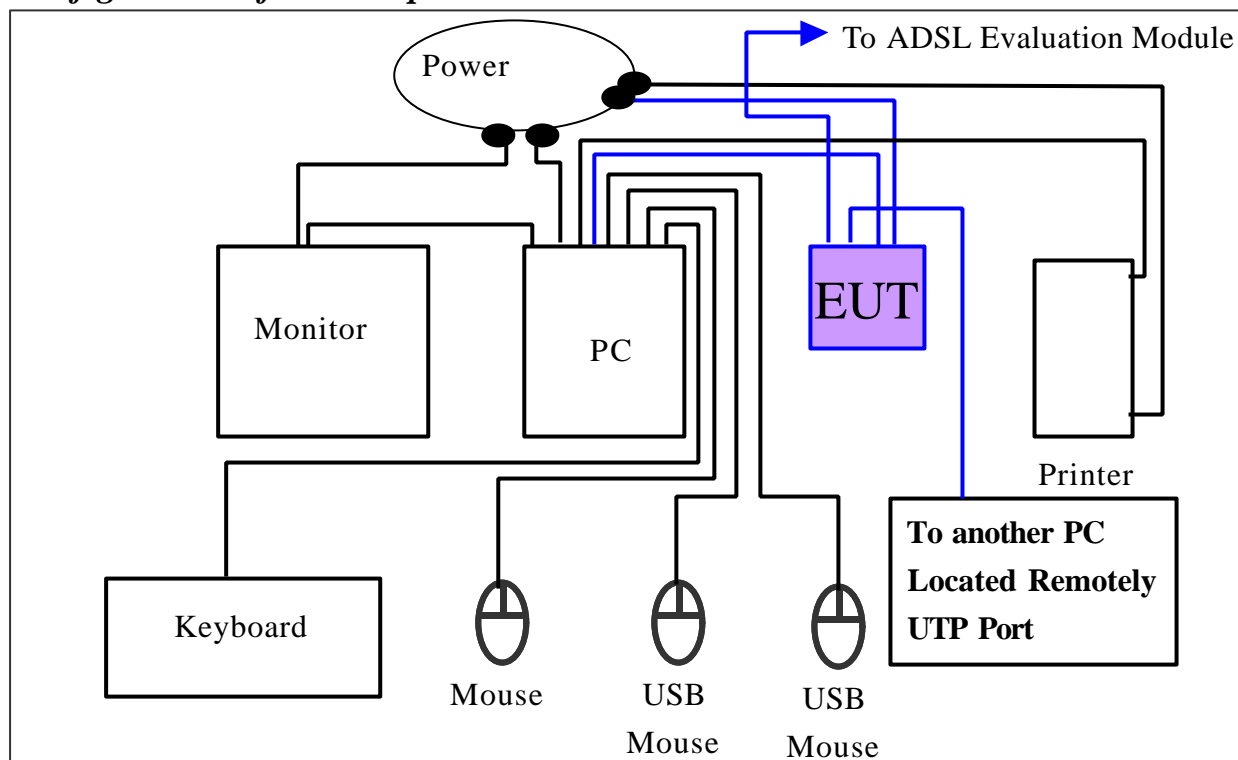 To ADSL Evaluation Module
Power
EUT
Monitor
PC
Printer
To another PC
Located Remotely
UTP Port
Keyboard
Mouse
USB
Mouse
USB
Mouse